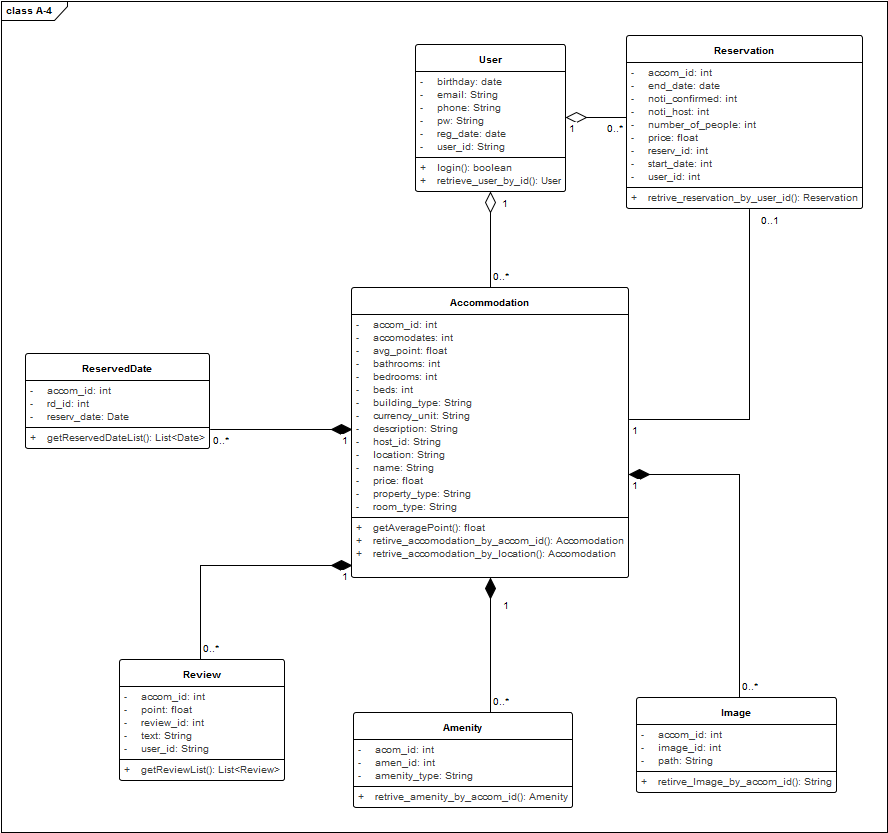 class A-4
User
- birthday: date
- email: String
- phone: String
- pw: String
- reg_date: date
- user_id: String
+ login(): boolean
+ retrieve_user_by_id(): User
1
0..*
Reservation
- accom_id: int
- end_date: date
- noti_confirmed: int
- noti_host: int
- number_of_people: int
- price: float
- reserv_id: int
- start_date: int
- user_id: int
+ retrive_reservation_by_user_id(): Reservation
1
0..1
0..*
Accommodation
- accom_id: int
- accomodates: int
- avg_point: float
- bathrooms: int
- bedrooms: int
- beds: int
- building_type: String
- currency_unit: String
- description: String
- host_id: String
- location: String
- name: String
- price: float
- property_type: String
- room_type: String
+ getAveragePoint(): float
+ retirve_accomodation_by_accom_id(): Accomodation
+ retrive_accomodation_by_location(): Accomodation
ReservedDate
- accom_id: int
- rd_id: int
- reserv_date: Date
+ getReservedDateList(): List<Date>
0..*
1
1
1
1
1
0..*
Review
- accom_id: int
- point: float
- review_id: int
- text: String
- user_id: String
+ getReviewList(): List<Review>
0..*
Amenity
- acom_id: int
- amen_id: int
- amenity_type: String
+ retrive_amenity_by_accom_id(): Amenity
0..*
Image
- accom_id: int
- image_id: int
- path: String
+ retirve_Image_by_accom_id(): String